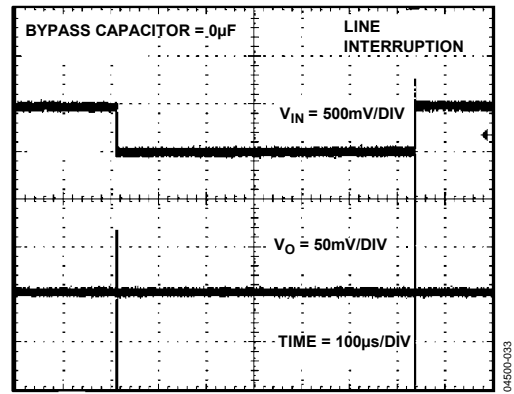 BYPASS CAPACITOR = 0µF
LINE
INTERRUPTION
V_IN = 500mV/DIV
V_O = 50mV/DIV
TIME = 100µs/DIV
04500-033